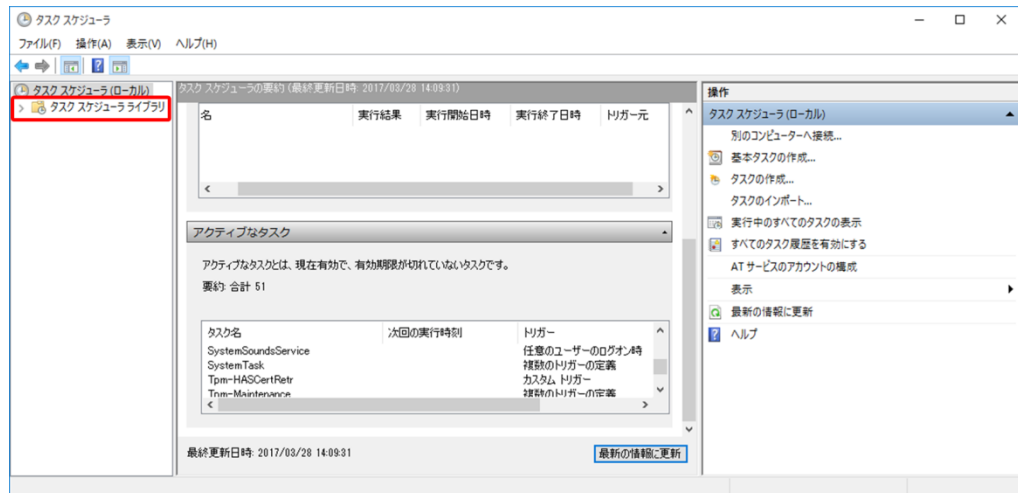 タスク スケジューラ
ファイル(F) 操作(A) 表示(V) ヘルプ(H)
タスク スケジューラ (ローカル)
タスク スケジューラ ライブラリ
タスク スケジューラの要約 (最終更新日時: 2017/03/28 14:09:31)
名 実行結果 実行開始日時 実行終了日時 トリガー元
アクティブなタスク
アクティブなタスクとは、現在有効で、有効期限が切れていないタスクです。
要約: 合計 51
タスク名 次回の実行時刻 トリガー
SystemSoundsService 任意のユーザーのログオン時
SystemTask 複数のトリガーの定義
Tpm-HASCertRetr カスタム トリガー
Tpm-Maintenance 複数のトリガーの定義
最終更新日時: 2017/03/28 14:09:31
最新の情報に更新
操作
タスク スケジューラ (ローカル)
別のコンピューターへ接続...
基本タスクの作成...
タスクの作成...
タスクのインポート...
実行中のすべてのタスクの表示
すべてのタスク履歴を有効にする
AT サービスのアカウントの構成
表示
最新の情報に更新
ヘルプ